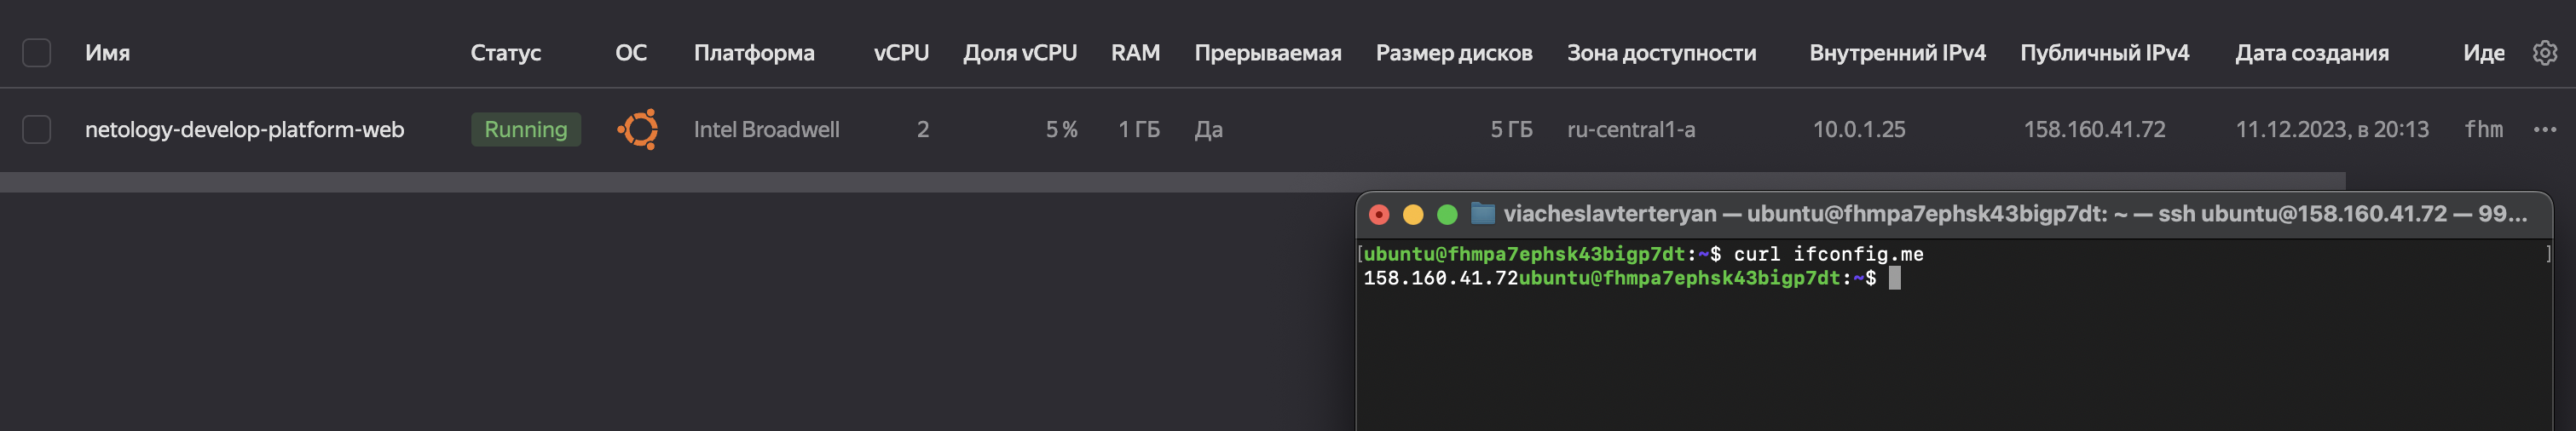 Имя Статус ОС Платформа vCPU Доля vCPU RAM Прерываемая Размер дисков Зона доступности Внутренний IPv4 Публичный IPv4 Дата создания Иде
netology-develop-platform-web Running Intel Broadwell 2 5 % 1 ГБ Да 5 ГБ ru-central1-a 10.0.1.25 158.160.41.72 11.12.2023, в 20:13 fhm
viacheslavterteryan — ubuntu@fhmpa7ephsk43bigp7dt: ~ — ssh ubuntu@158.160.41.72 — 99...
[ubuntu@fhmpa7ephsk43bigp7dt:~$ curl ifconfig.me ]
158.160.41.72ubuntu@fhmpa7ephsk43bigp7dt:~$